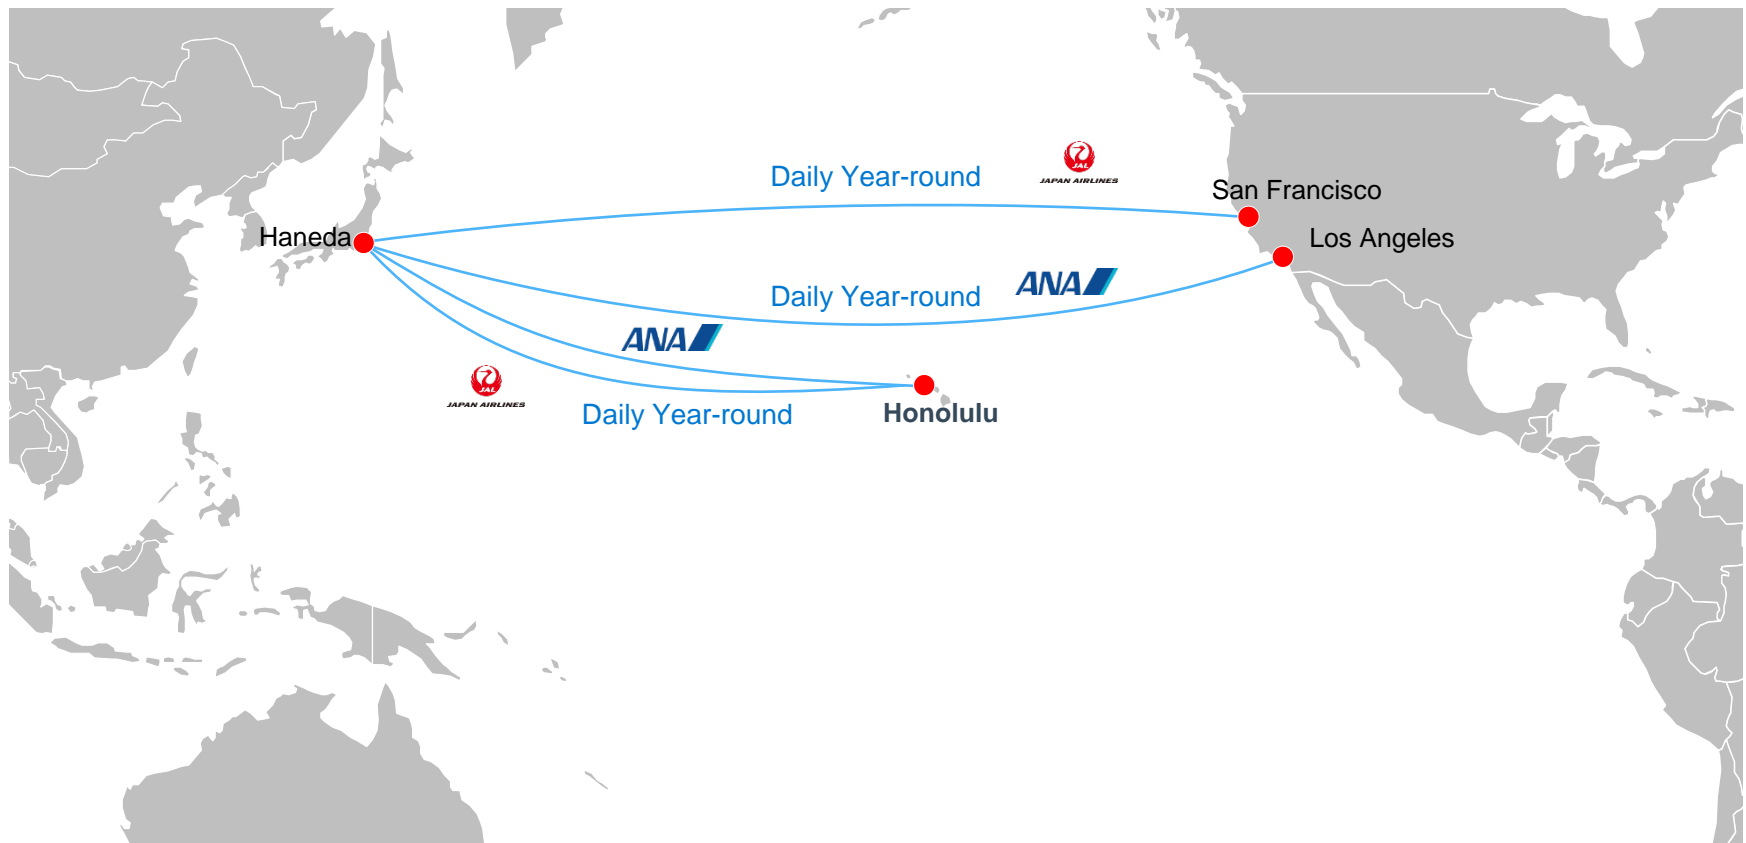 JAL
JAPAN AIRLINES
Daily Year-round
San Francisco
Haneda
Los Angeles
Daily Year-round
ANA
ANA
JAL
JAPAN AIRLINES
Daily Year-round
Honolulu